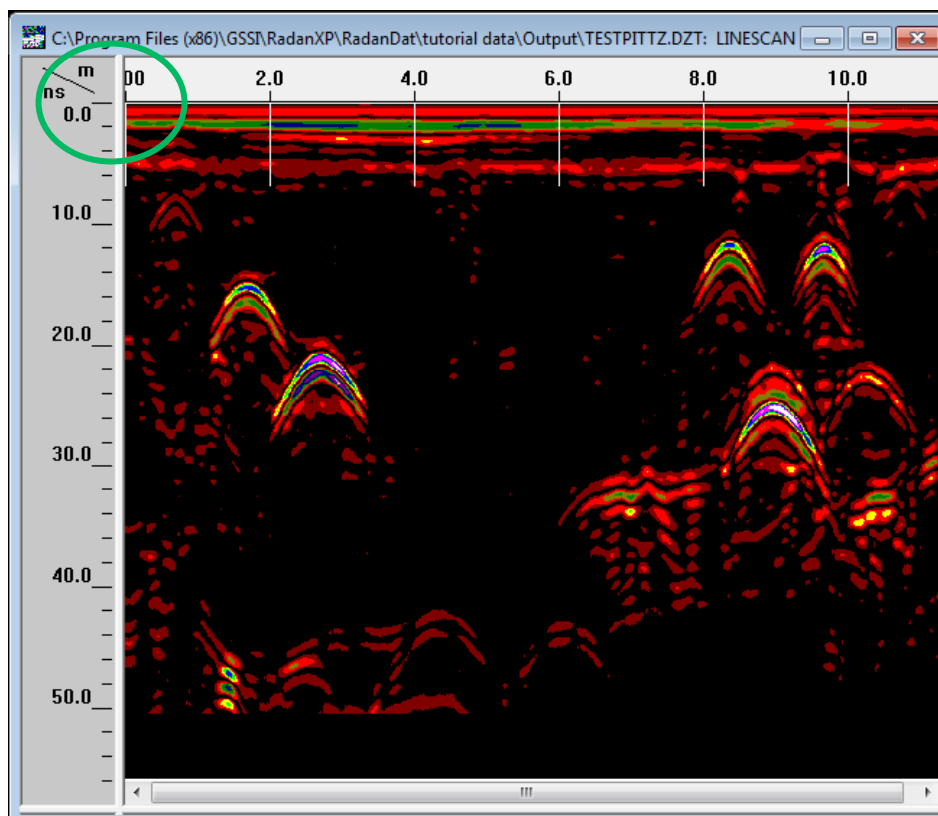 C:\Program Files (x86)\GSSI\RadanXP\RadanDat\tutorial data\Output\TESTPITTZ.DZT: LINESCAN
m
ns
00 2.0 4.0 6.0 8.0 10.0
0.0
10.0
20.0
30.0
40.0
50.0